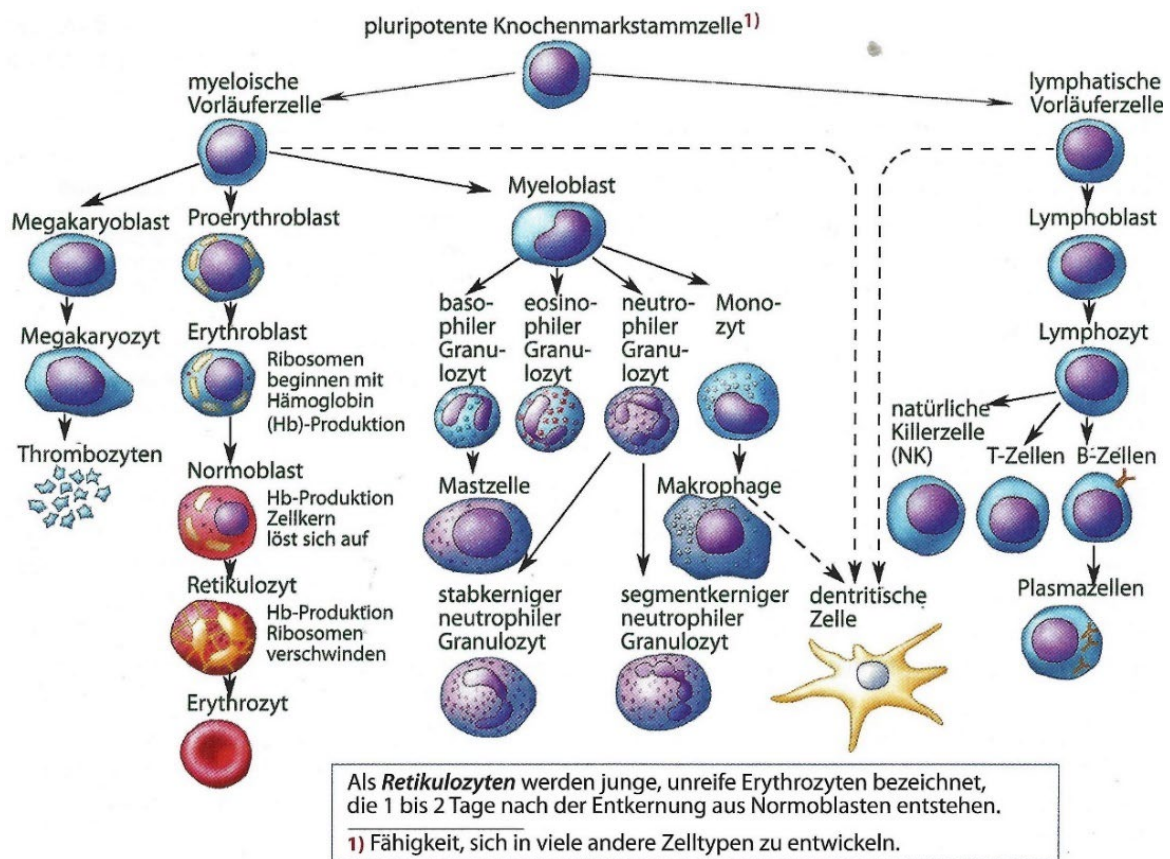 pluripotente Knochenmarkstammzelle1)
myeloische
Vorläuferzelle
lymphatische
Vorläuferzelle
Megakaryoblast
Proerythroblast
Myeloblast
Lymphoblast
Megakaryozyt
Erythroblast
Ribosomen
beginnen mit
Hämoglobin
(Hb)-Produktion
baso-
philer
Granu-
lozyt
eosino-
philer
Granu-
lozyt
neutro-
philer
Granu-
lozyt
Mono-
zyt
Lymphozyt
natürliche
Killerzelle
(NK)
T-Zellen
B-Zellen
Thrombozyten
Normoblast
Hb-Produktion
Zellkern
löst sich auf
Mastzelle
Makrophage
Retikulozyt
Hb-Produktion
Ribosomen
verschwinden
stabkerniger
neutrophiler
Granulozyt
segmentkerniger
neutrophiler
Granulozyt
dentritische
Zelle
Plasmazellen
Erythrozyt
Als Retikulozyten werden junge, unreife Erythrozyten bezeichnet,
die 1 bis 2 Tage nach der Entkernung aus Normoblasten entstehen.
1) Fähigkeit, sich in viele andere Zelltypen zu entwickeln.